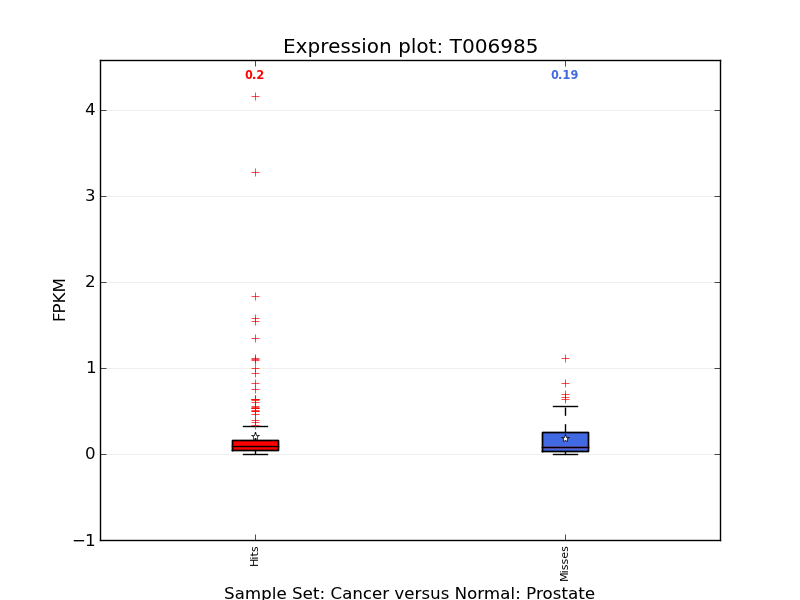 Expression plot: T006985
0.2
0.19
4
3
2
1
0
−1
FPKM
Hits
Misses
Sample Set: Cancer versus Normal: Prostate